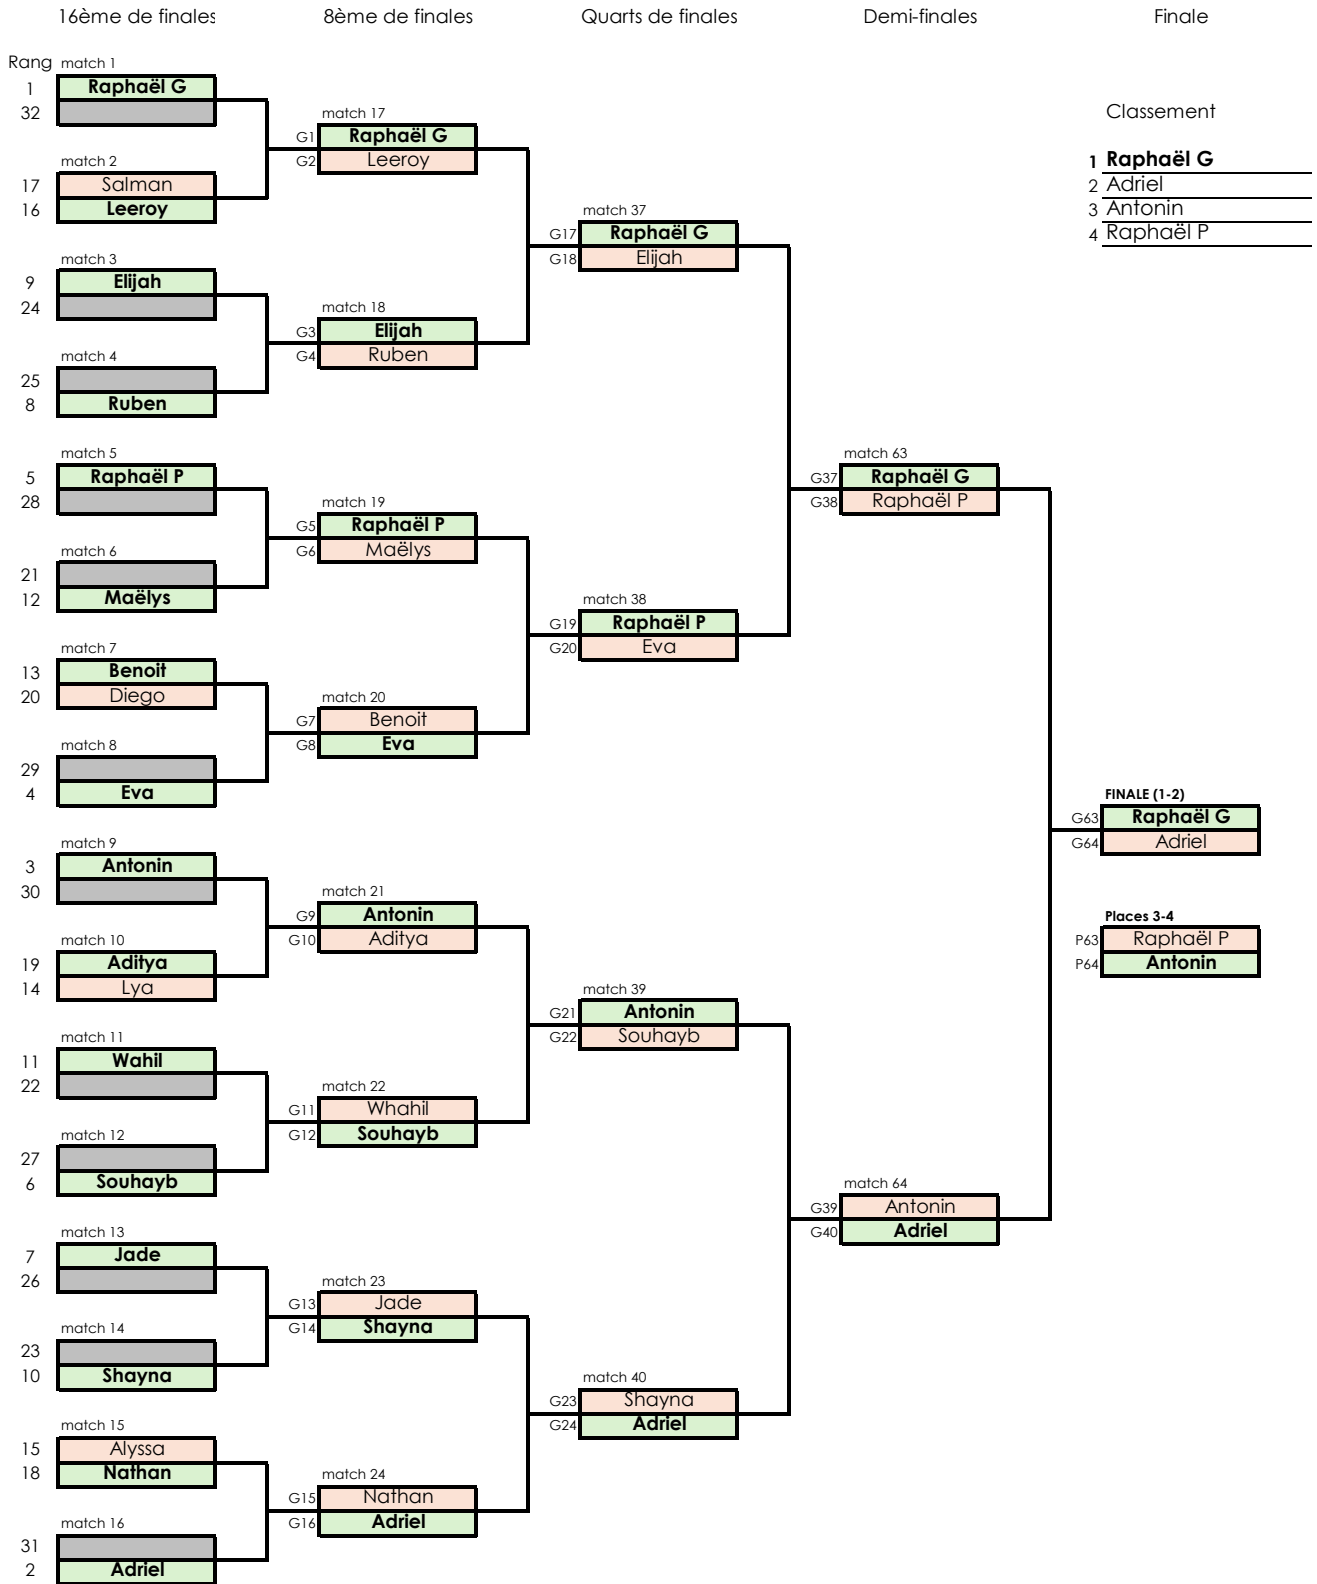 16ème de finales 8ème de finales Quarts de finales Demi-finales Finale
Rang match 1
1 Raphaël G
32
match 2
17 Salman
16 Leeroy
match 3
9 Elijah
24
match 4
25
8 Ruben
match 5
5 Raphaël P
28
match 6
21
12 Maëlys
match 7
13 Benoit
20 Diego
match 8
29
4 Eva
match 9
3 Antonin
30
match 10
19 Aditya
14 Lya
match 11
11 Wahil
22
match 12
27
6 Souhayb
match 13
7 Jade
26
match 14
23
10 Shayna
match 15
15 Alyssa
18 Nathan
match 16
31
2 Adriel
match 17
G1 Raphaël G
G2 Leeroy
match 18
G3 Elijah
G4 Ruben
match 19
G5 Raphaël P
G6 Maëlys
match 20
G7 Benoit
G8 Eva
match 21
G9 Antonin
G10 Aditya
match 22
G11 Whahil
G12 Souhayb
match 23
G13 Jade
G14 Shayna
match 24
G15 Nathan
G16 Adriel
match 37
G17 Raphaël G
G18 Elijah
match 38
G19 Raphaël P
G20 Eva
match 39
G21 Antonin
G22 Souhayb
match 40
G23 Shayna
G24 Adriel
match 63
G37 Raphaël G
G38 Raphaël P
match 64
G39 Antonin
G40 Adriel
Classement
1 Raphaël G
2 Adriel
3 Antonin
4 Raphaël P
FINALE (1-2)
G63 Raphaël G
G64 Adriel
Places 3-4
P63 Raphaël P
P64 Antonin